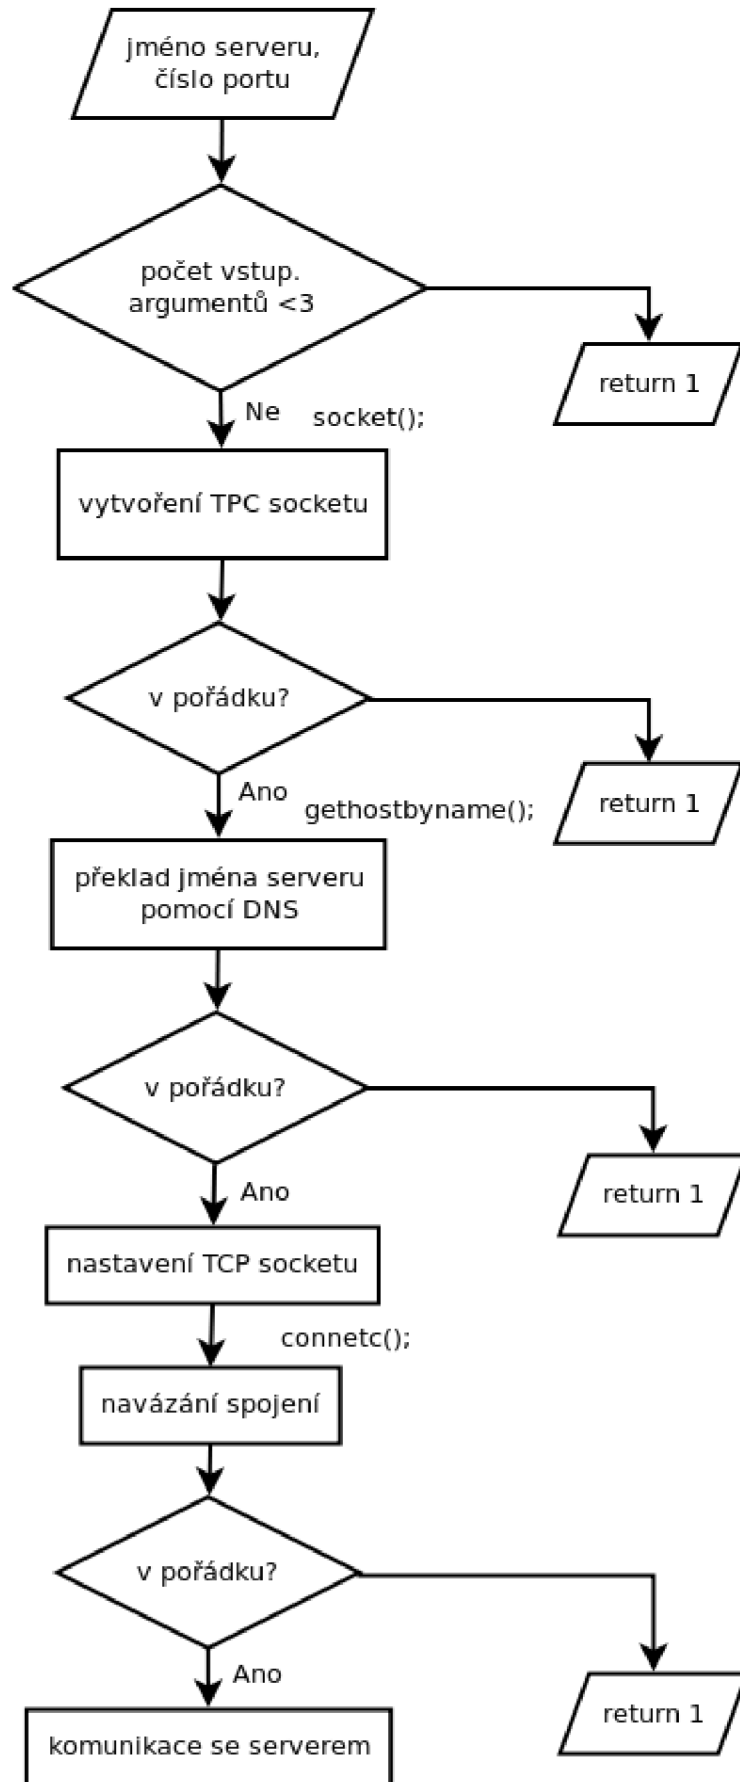 jméno serveru,
číslo portu
počet vstup.
argumentů <3
return 1
Ne
socket();
vytvoření TPC socketu
v pořádku?
return 1
Ano
gethostbyname();
překlad jména serveru
pomocí DNS
v pořádku?
return 1
Ano
nastavení TCP socketu
connetc();
navázání spojení
v pořádku?
return 1
Ano
komunikace se serverem